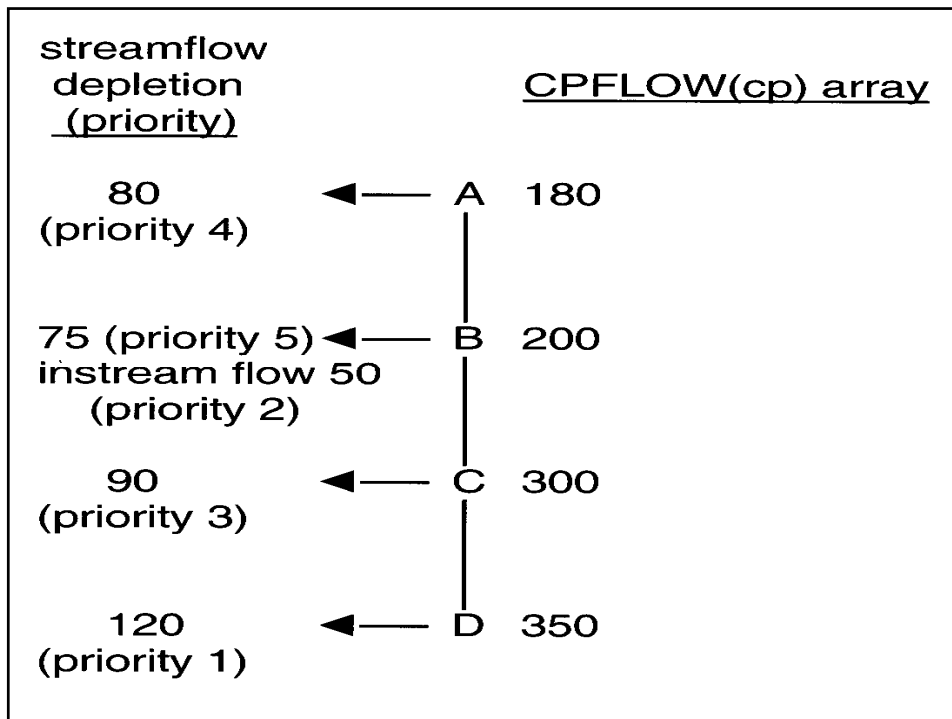 streamflow
depletion
(priority)
CPFLOW(cp) array
80
(priority 4)
A 180
75 (priority 5)
instream flow 50
(priority 2)
B 200
90
(priority 3)
C 300
120
(priority 1)
D 350